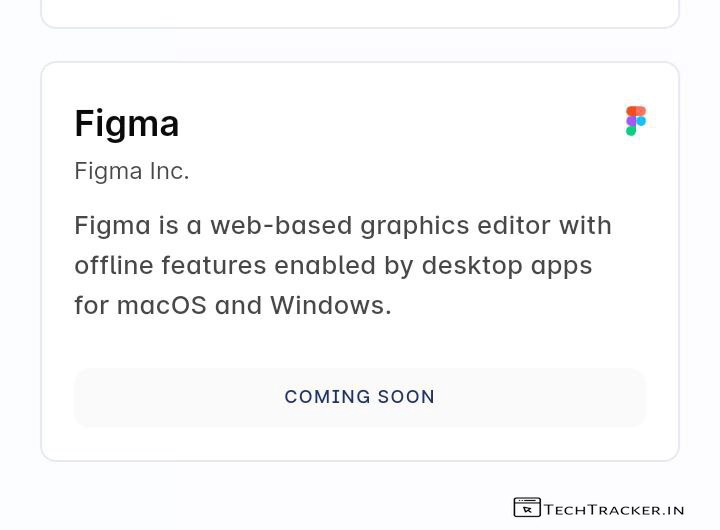 Figma
Figma Inc.
Figma is a web-based graphics editor with
offline features enabled by desktop apps
for macOS and Windows.
COMING SOON
TECHTRACKER.IN